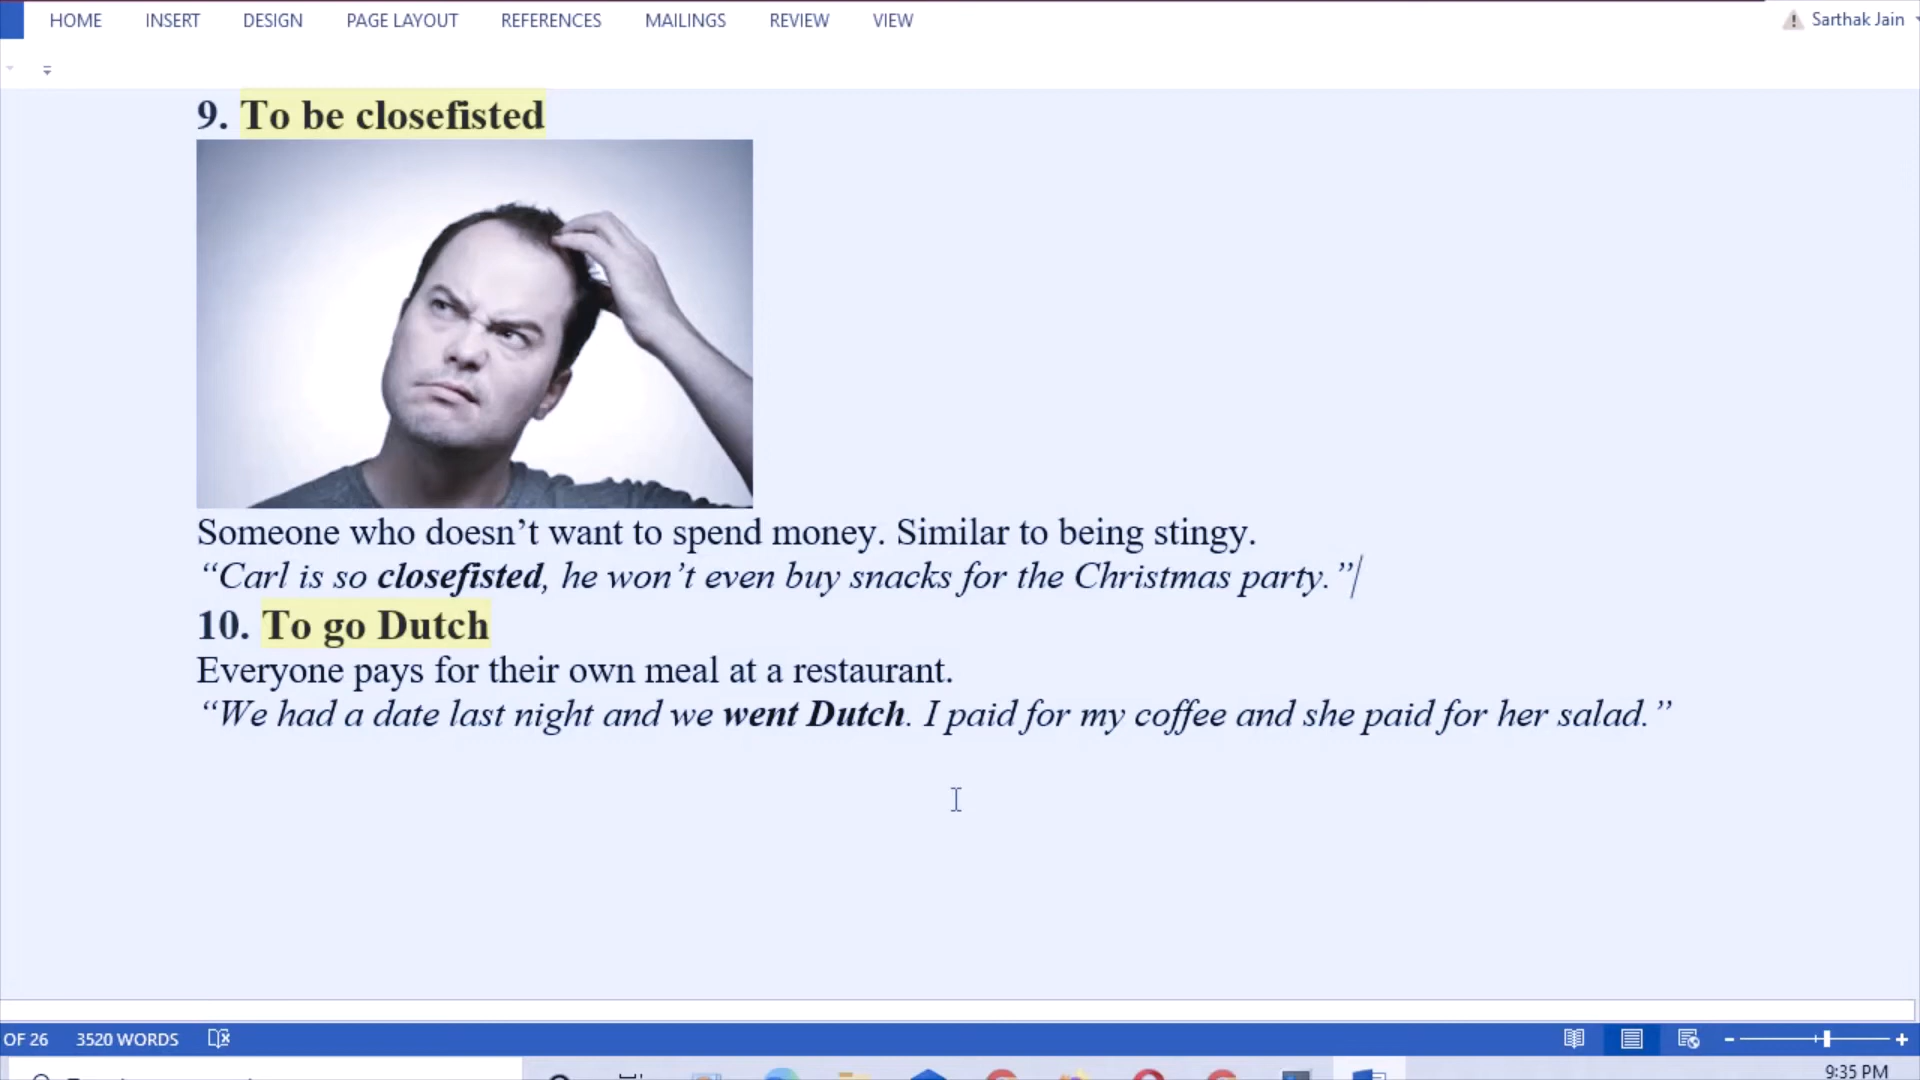 HOME INSERT DESIGN PAGE LAYOUT REFERENCES MAILINGS REVIEW VIEW Sarthak Jain
9. To be closefisted
Someone who doesn’t want to spend money. Similar to being stingy.
“Carl is so closefisted, he won’t even buy snacks for the Christmas party.”
10. To go Dutch
Everyone pays for their own meal at a restaurant.
“We had a date last night and we went Dutch. I paid for my coffee and she paid for her salad.”
OF 26 3520 WORDS
9:35 PM